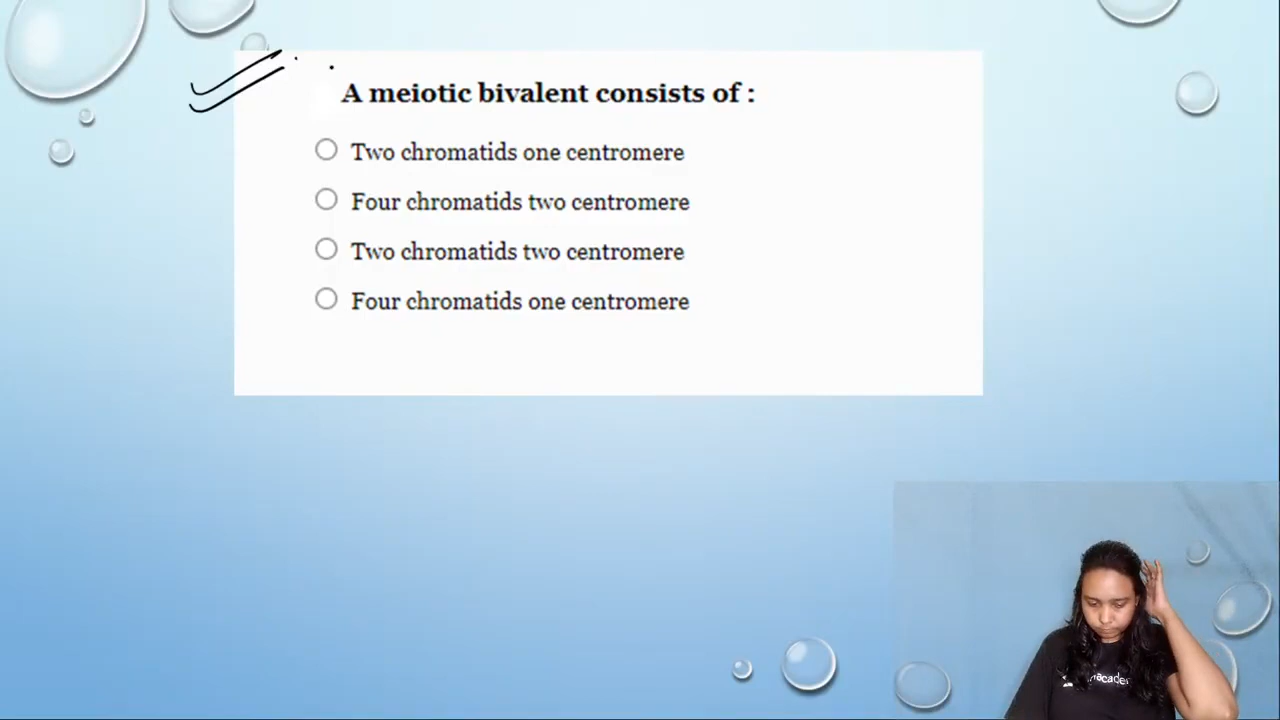 A meiotic bivalent consists of :
Two chromatids one centromere
Four chromatids two centromere
Two chromatids two centromere
Four chromatids one centromere